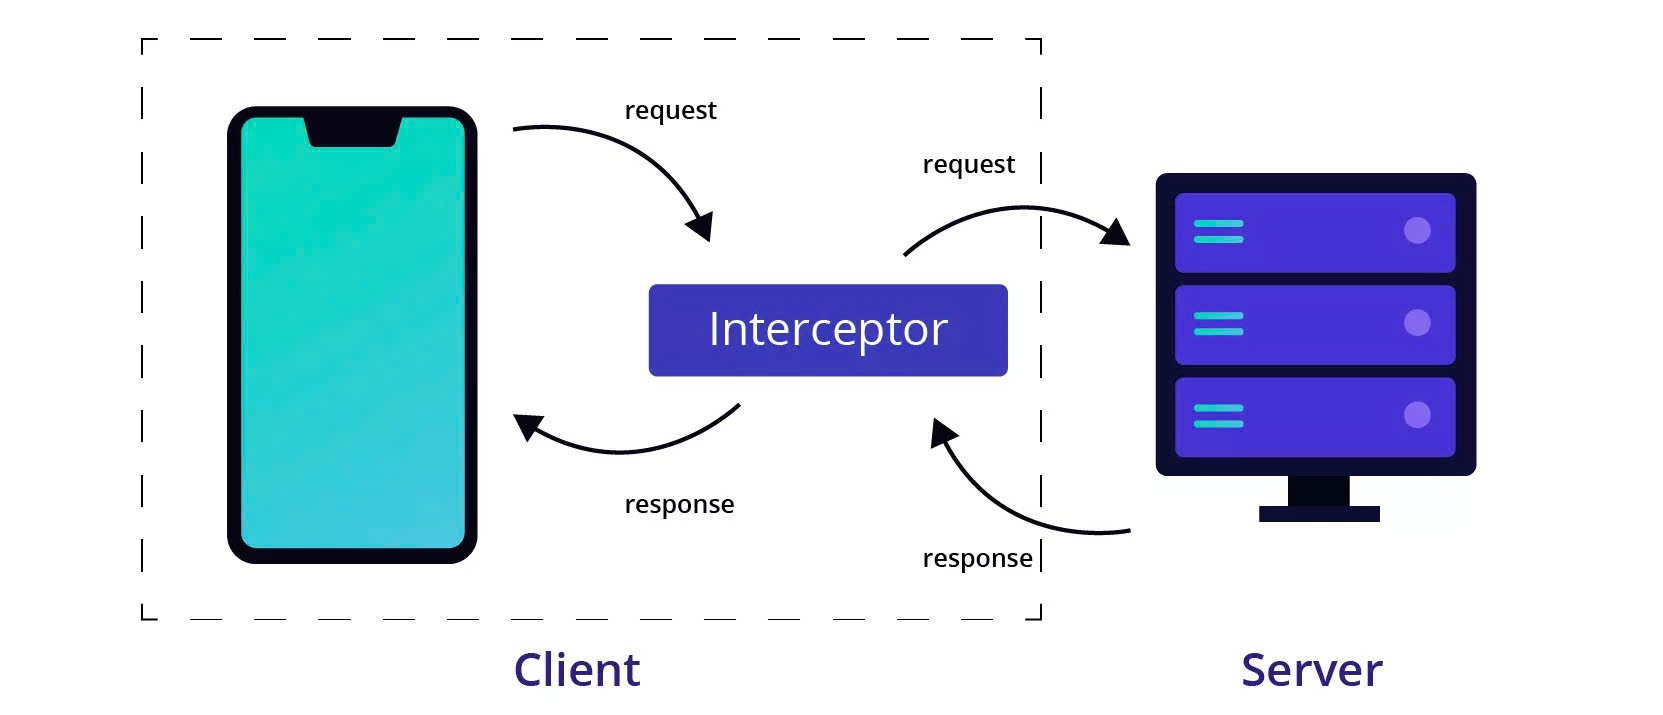 request
request
Interceptor
response
response
Client
Server